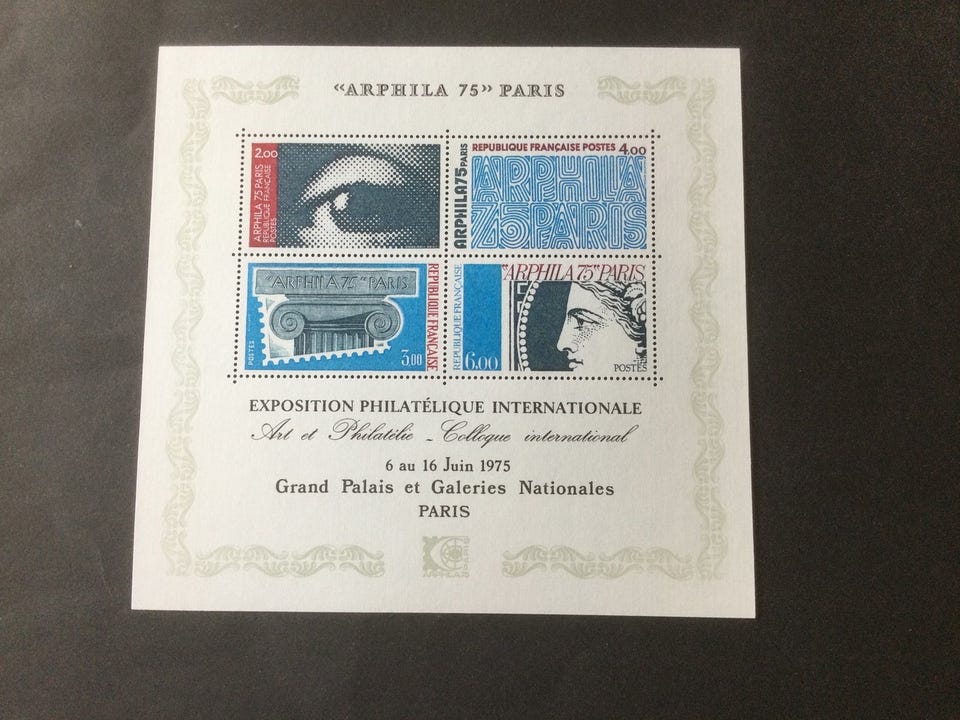 “ARPHILA 75” PARIS
2.00
ARPHILA 75 PARIS
RÉPUBLIQUE FRANÇAISE
POSTES
REPUBLIQUE FRANÇAISE POSTES 4.00
ARPHILA 75 PARIS
ARPHILA
75 PARIS
"ARPHILA 75" PARIS
REPUBLIQUE FRANÇAISE
POSTES
3.00
"ARPHILA 75" PARIS
REPUBLIQUE FRANÇAISE
6.00
POSTES
EXPOSITION PHILATÉLIQUE INTERNATIONALE
Art et Philatélie - Colloque international
6 au 16 Juin 1975
Grand Palais et Galeries Nationales
PARIS